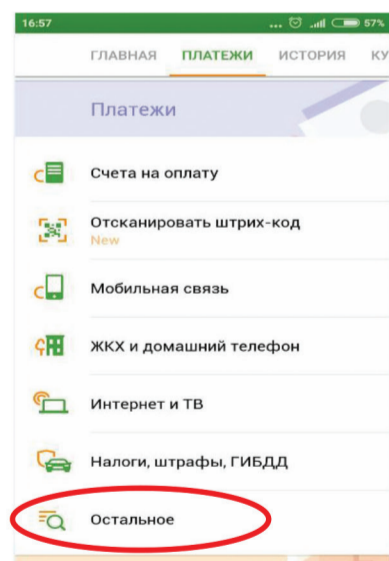 16:57 ... 57%
ГЛАВНАЯ ПЛАТЕЖИ ИСТОРИЯ КУ
Платежи
Счета на оплату
Отсканировать штрих-код
New
Мобильная связь
ЖКХ и домашний телефон
Интернет и ТВ
Налоги, штрафы, ГИБДД
Остальное